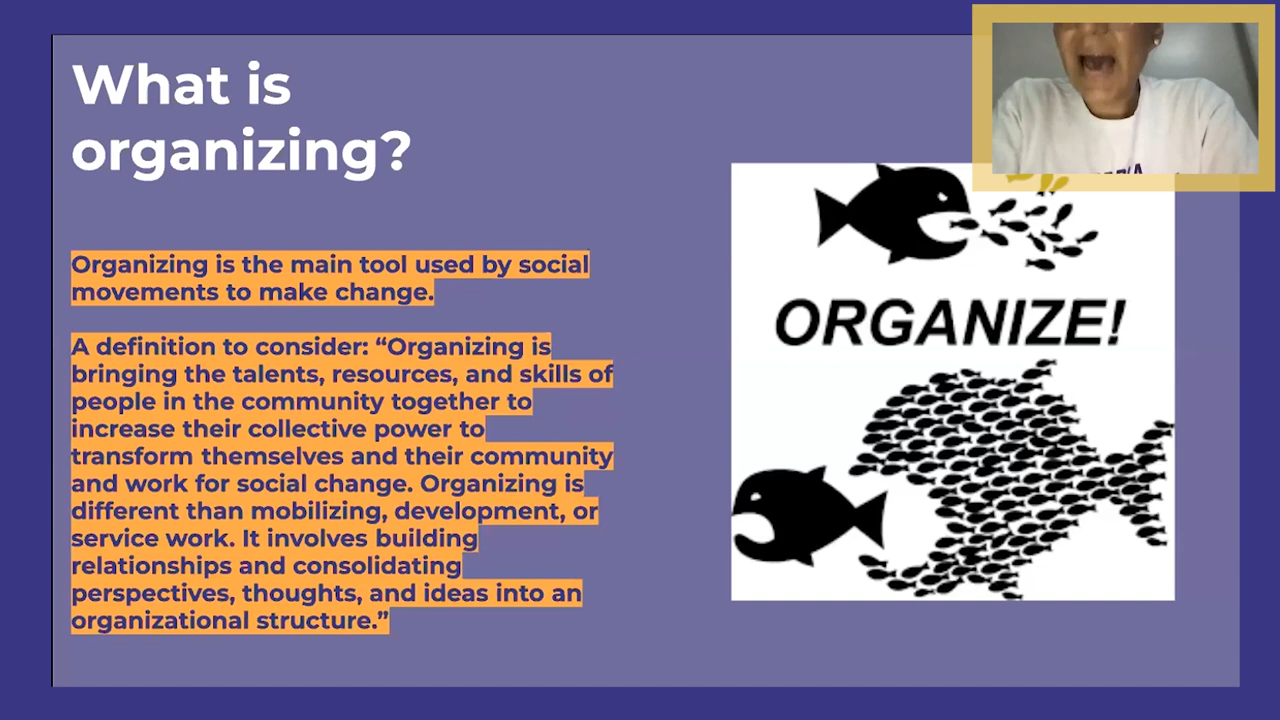 What is
organizing?
Organizing is the main tool used by social
movements to make change.
A definition to consider: “Organizing is
bringing the talents, resources, and skills of
people in the community together to
increase their collective power to
transform themselves and their community
and work for social change. Organizing is
different than mobilizing, development, or
service work. It involves building
relationships and consolidating
perspectives, thoughts, and ideas into an
organizational structure.”
ORGANIZE!